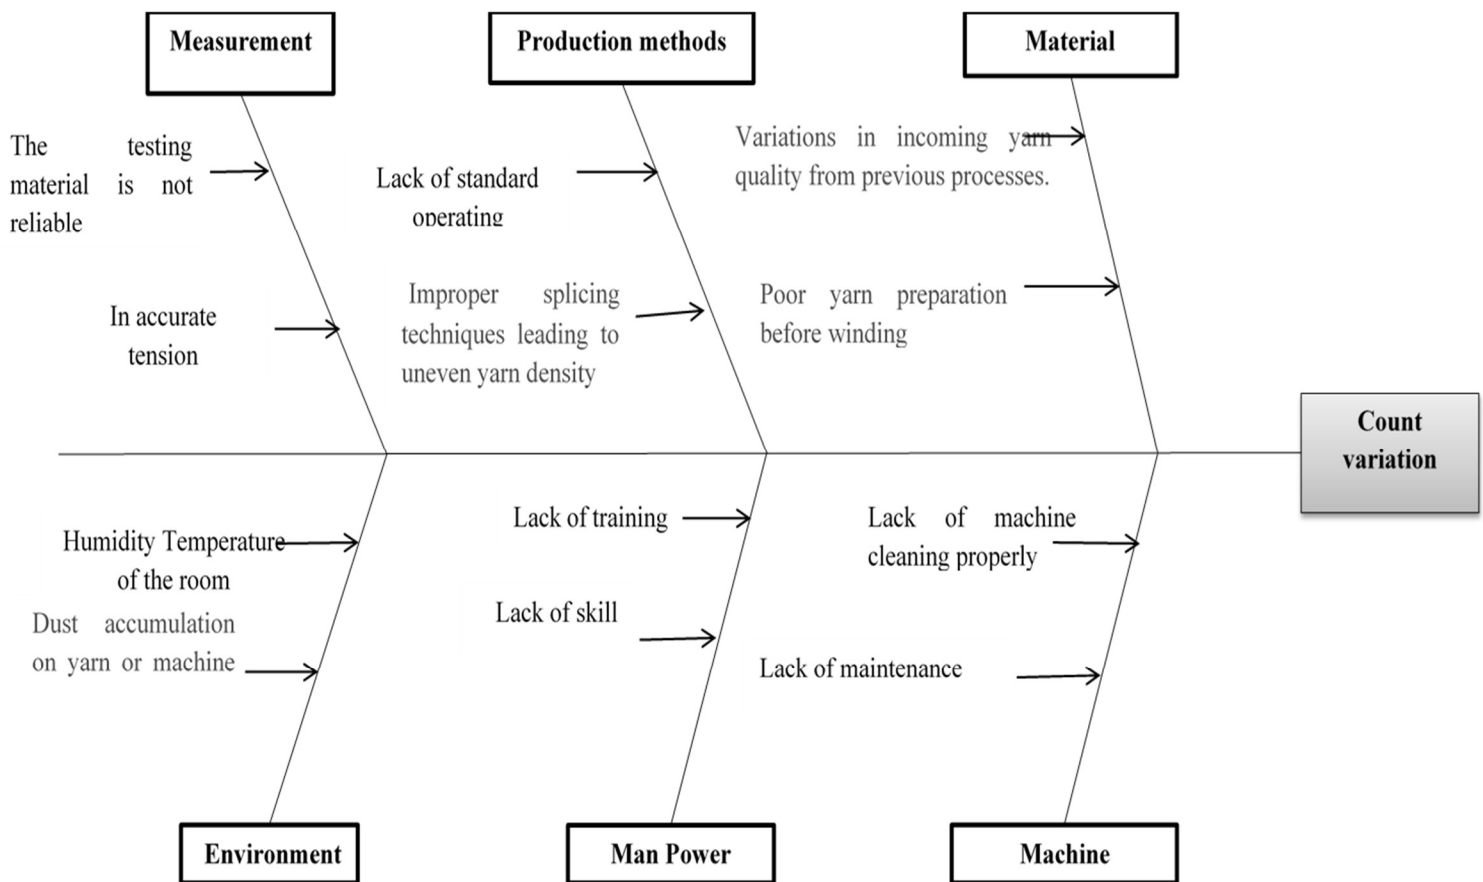 Measurement
Production methods
Material
The testing
material is not
reliable
Lack of standard
operating
Variations in incoming yarn
quality from previous processes.
In accurate
tension
Improper splicing
techniques leading to
uneven yarn density
Poor yarn preparation
before winding
Count
variation
Humidity Temperature
of the room
Dust accumulation
on yarn or machine
Lack of training
Lack of skill
Lack of machine
cleaning properly
Lack of maintenance
Environment
Man Power
Machine